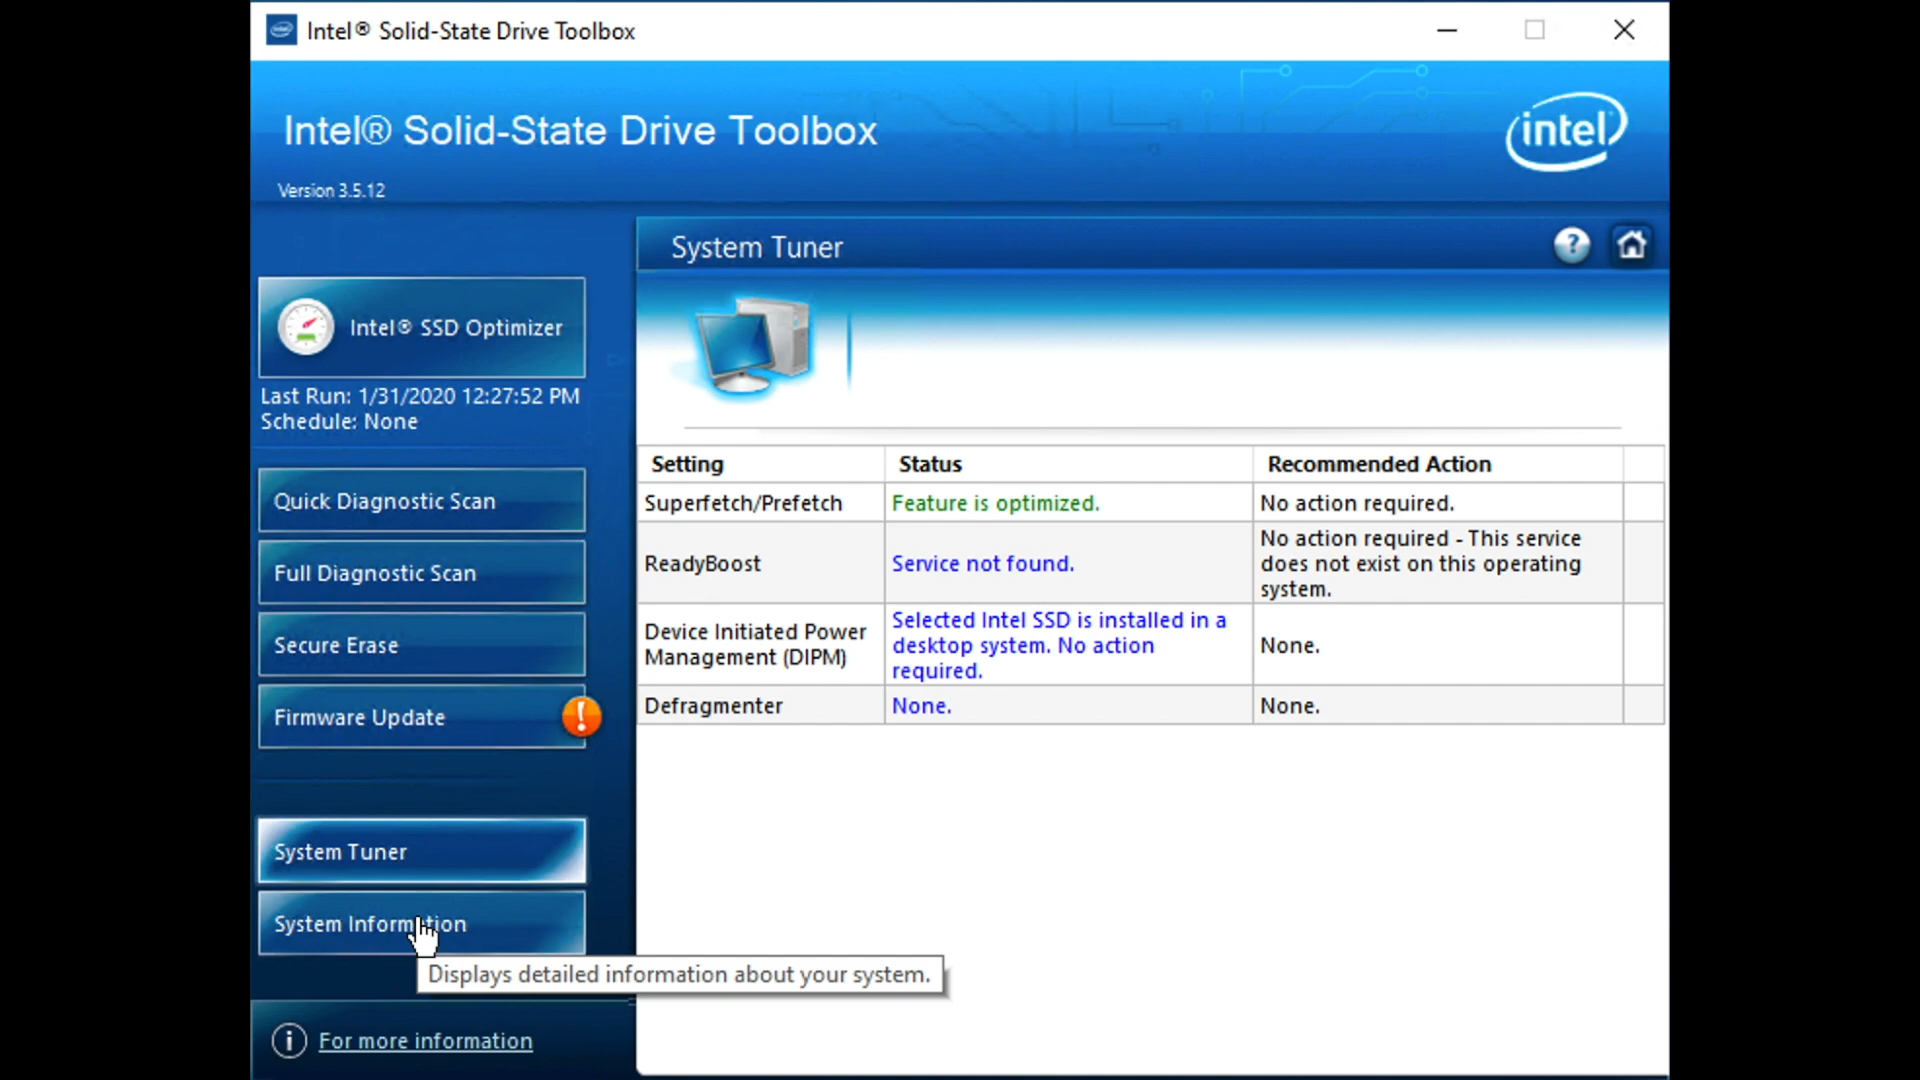 Intel® Solid-State Drive Toolbox
Intel® Solid-State Drive Toolbox
intel
Version 3.5.12
System Tuner
?
Intel® SSD Optimizer
Last Run: 1/31/2020 12:27:52 PM
Schedule: None
Quick Diagnostic Scan
Full Diagnostic Scan
Secure Erase
Firmware Update !
System Tuner
System Information
Displays detailed information about your system.
For more information
Setting Status Recommended Action
Superfetch/Prefetch Feature is optimized. No action required.
ReadyBoost Service not found. No action required - This service
does not exist on this operating
system.
Device Initiated Power
Management (DIPM)
Selected Intel SSD is installed in a
desktop system. No action
required.
None.
Defragmenter None. None.